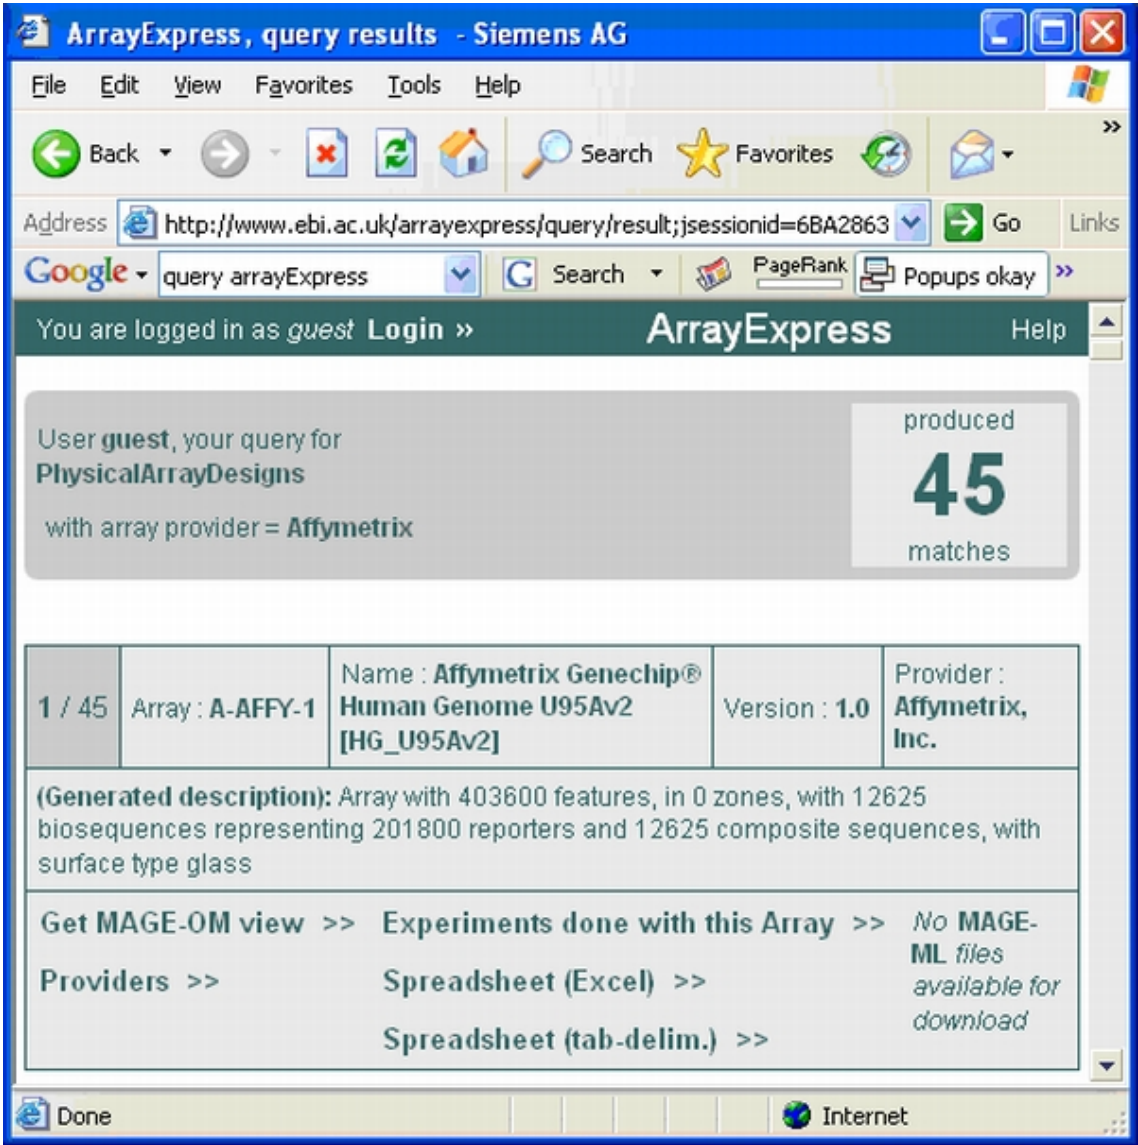 ArrayExpress, query results - Siemens AG
File Edit View Favorites Tools Help
Back Search Favorites »
Address http://www.ebi.ac.uk/arrayexpress/query/result;jsessionid=6BA2863 Go Links
Google query arrayExpress G Search PageRank Popups okay »
You are logged in as guest Login » ArrayExpress Help
User guest, your query for
PhysicalArrayDesigns
with array provider = Affymetrix
produced
45
matches
1 / 45
Array : A-AFFY-1
Name : Affymetrix Genechip®
Human Genome U95Av2
[HG_U95Av2]
Version : 1.0
Provider :
Affymetrix,
Inc.
(Generated description): Array with 403600 features, in 0 zones, with 12625
biosequences representing 201800 reporters and 12625 composite sequences, with
surface type glass
Get MAGE-OM view >>
Providers >>
Experiments done with this Array >>
Spreadsheet (Excel) >>
Spreadsheet (tab-delim.) >>
No MAGE-
ML files
available for
download
Done Internet